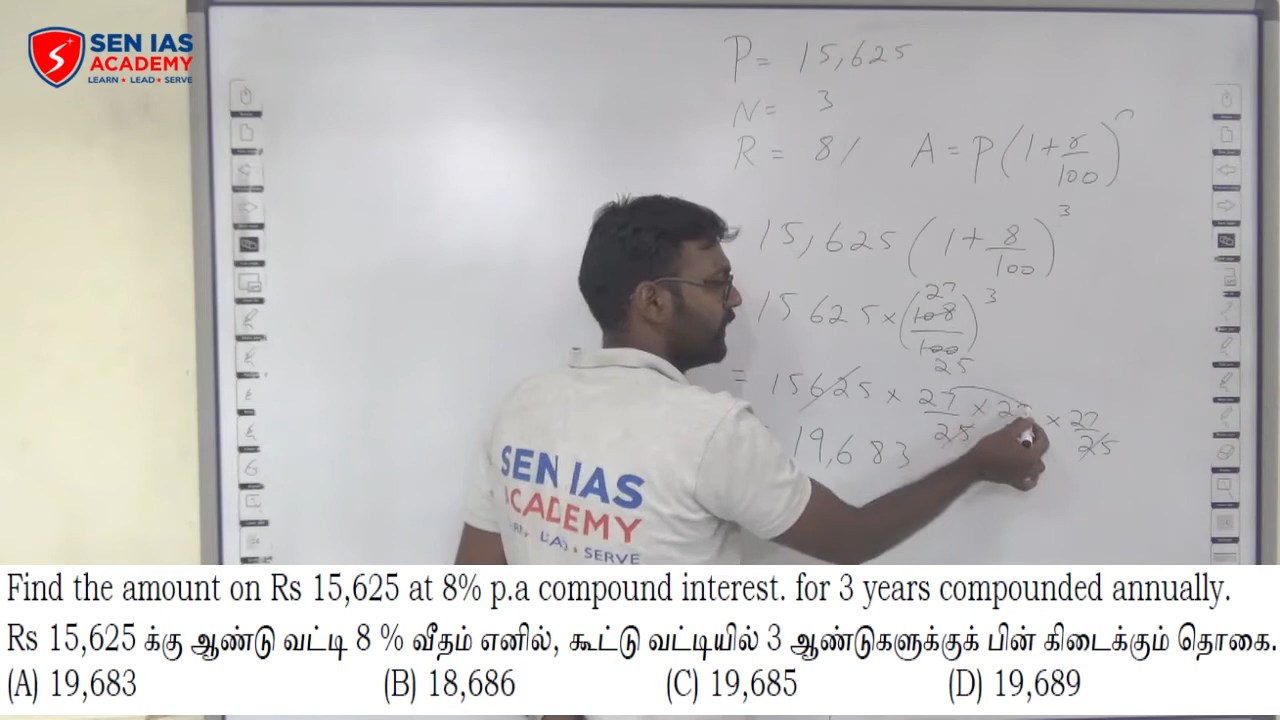 SEN IAS
ACADEMY
LEARN ★ LEAD ★ SERVE
P = 15,625
N = 3
R = 8 /
A = P(1+r/100)ⁿ
15,625 (1+8/100)³
15625×(108/100)³
27
25
= 15625 × 27/25 × × 27/25
19,683
SEN IAS
ACADEMY
SERVE
Find the amount on Rs 15,625 at 8% p.a compound interest. for 3 years compounded annually.
Rs 15,625 க்கு ஆண்டு வட்டி 8 % வீதம் எனில், கூட்டு வட்டியில் 3 ஆண்டுகளுக்குக் பின் கிடைக்கும் தொகை.
(A) 19,683 (B) 18,686 (C) 19,685 (D) 19,689